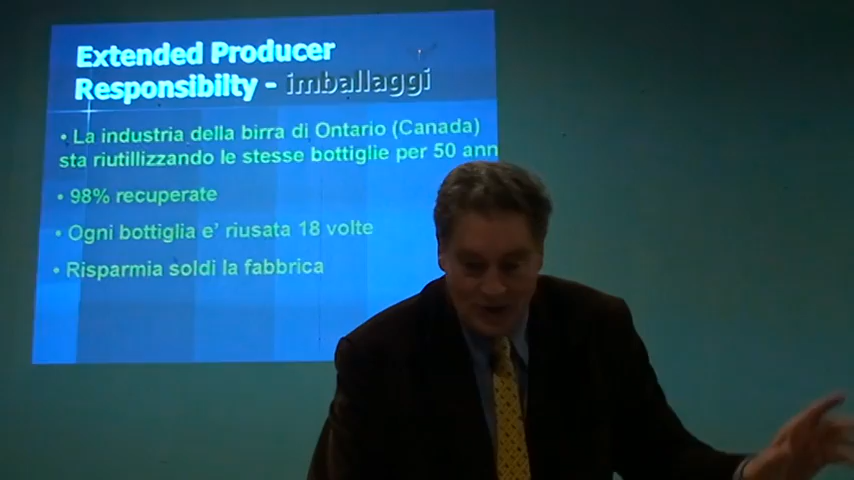 Extended Producer
Responsibilty - imballaggi
• La industria della birra di Ontario (Canada)
sta riutillizzando le stesse bottiglie per 50 ann
• 98% recuperate
• Ogni bottiglia e' riusata 18 volte
• Risparmia soldi la fabbrica